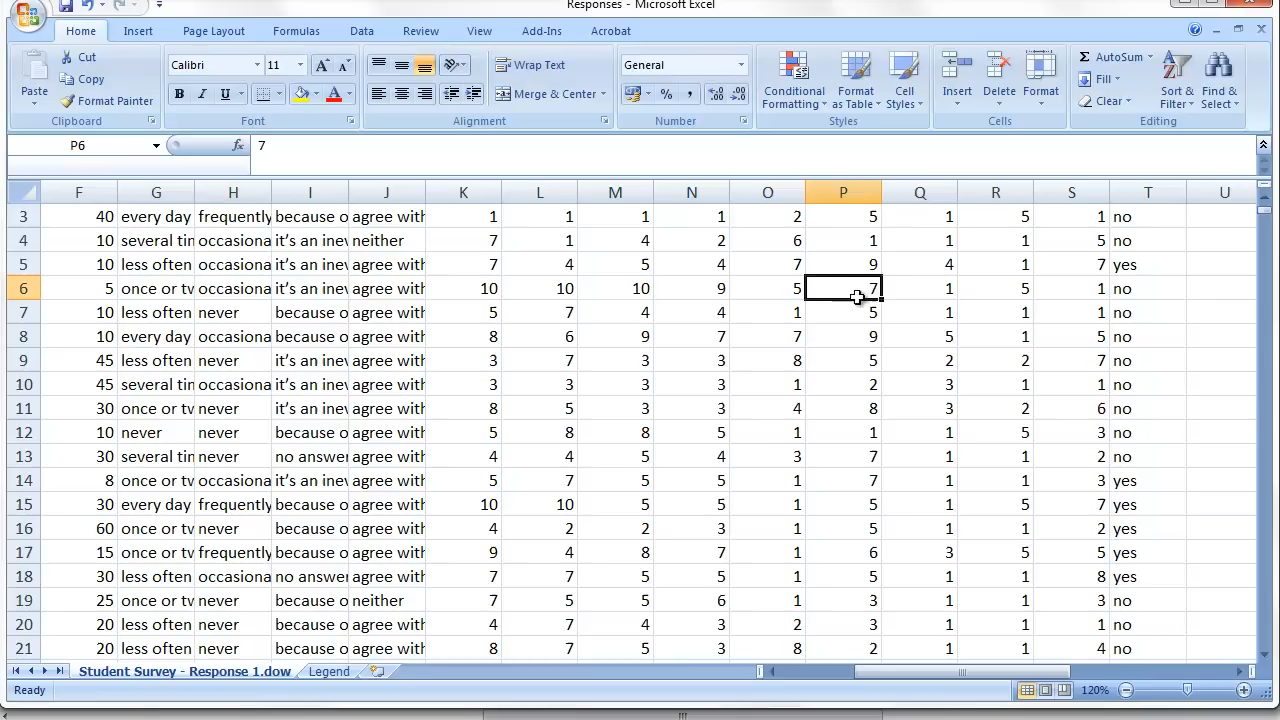 Responses - Microsoft Excel
Home Insert Page Layout Formulas Data Review View Add-Ins Acrobat
Cut
Copy
Format Painter
Paste
Clipboard
Calibri 11
B I U
Font
Wrap Text
Merge & Center
Alignment
General
% ,
Number
Conditional Formatting
Format as Table
Cell Styles
Styles
Insert Delete Format
Cells
Σ AutoSum
Fill
Clear
Sort & Filter
Find & Select
Editing
P6 fx 7
F G H I J K L M N O P Q R S T U
3 40 every day frequently because o agree with 1 1 1 1 2 5 1 5 1 no
4 10 several tin occasiona it's an inev neither 7 1 4 2 6 1 1 1 5 no
5 10 less often occasiona it's an inev agree with 7 4 5 4 7 9 4 1 7 yes
6 5 once or tw occasiona it's an inev agree with 10 10 10 9 5 7 1 5 1 no
7 10 less often never because o agree with 5 7 4 4 1 5 1 1 1 no
8 10 every day occasiona because o agree with 8 6 9 7 7 9 5 1 5 no
9 45 less often never it's an inev agree with 3 7 3 3 8 5 2 2 7 no
10 45 several tin occasiona it's an inev agree with 3 3 3 3 1 2 3 1 1 no
11 30 once or tw never it's an inev agree with 8 5 3 3 4 8 3 2 6 no
12 10 never never because o agree with 5 8 8 5 1 1 1 5 3 no
13 30 several tin never no answer agree with 4 4 5 4 3 7 1 1 2 no
14 8 once or tw occasiona it's an inev agree with 5 7 5 5 1 7 1 1 3 yes
15 30 every day frequently because o agree with 10 10 5 5 1 5 1 5 7 yes
16 60 once or tw never because o agree with 4 2 2 3 1 5 1 1 2 yes
17 15 once or tw frequently because o agree with 9 4 8 7 1 6 3 5 5 yes
18 30 less often occasiona no answer agree with 7 7 5 5 1 5 1 1 8 yes
19 25 once or tw never because o neither 7 5 5 6 1 3 1 1 3 no
20 20 less often never because o agree with 4 7 4 3 2 3 1 1 1 no
21 20 less often never because o agree with 8 7 5 3 8 2 1 1 4 no
Student Survey - Response 1.dow Legend
Ready 120%